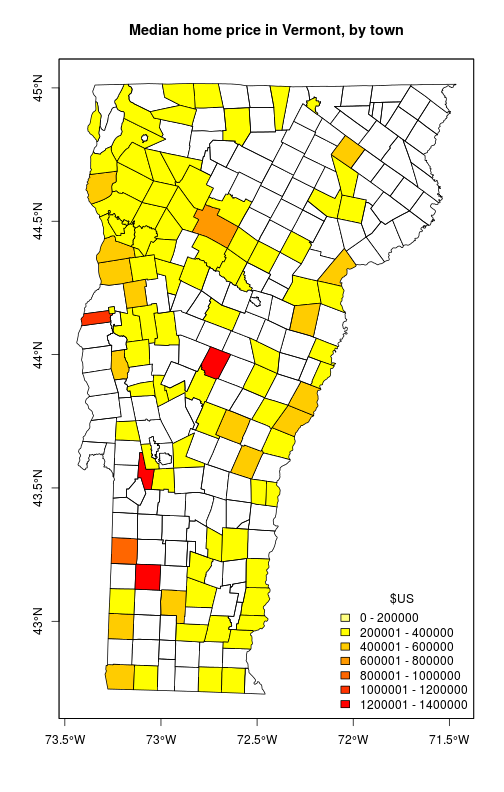 Median home price in Vermont, by town
45°N
44.5°N
44°N
43.5°N
43°N
$US
0 - 200000
200001 - 400000
400001 - 600000
600001 - 800000
800001 - 1000000
1000001 - 1200000
1200001 - 1400000
73.5°W 73°W 72.5°W 72°W 71.5°W